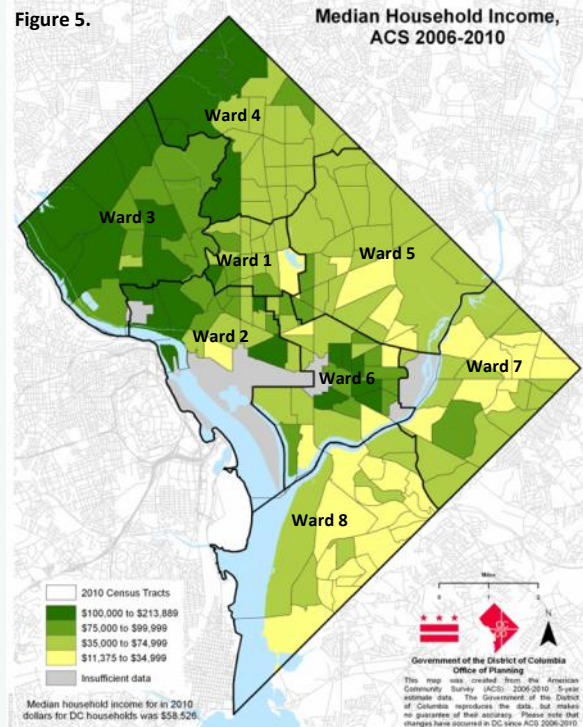 Figure 5.
Median Household Income,
ACS 2006-2010
Ward 4
Ward 3
Ward 1
Ward 5
Ward 2
Ward 7
Ward 6
Ward 8
2010 Census Tracts
$100,000 to $213,889
$75,000 to $99,999
$35,000 to $74,999
$11,375 to $34,999
Insufficient data
Median household income for in 2010
dollars for DC households was $58,526
Miles
0 1 2
N
Government of the District of Columbia
Office of Planning
This map was created from the American
Community Survey (ACS) 2006-2010 5-year
estimate data. The Government of the District
of Columbia reproduces the data, but makes
no guarantee of their accuracy. Please note that
changes have occurred in DC since ACS 2006-2010.